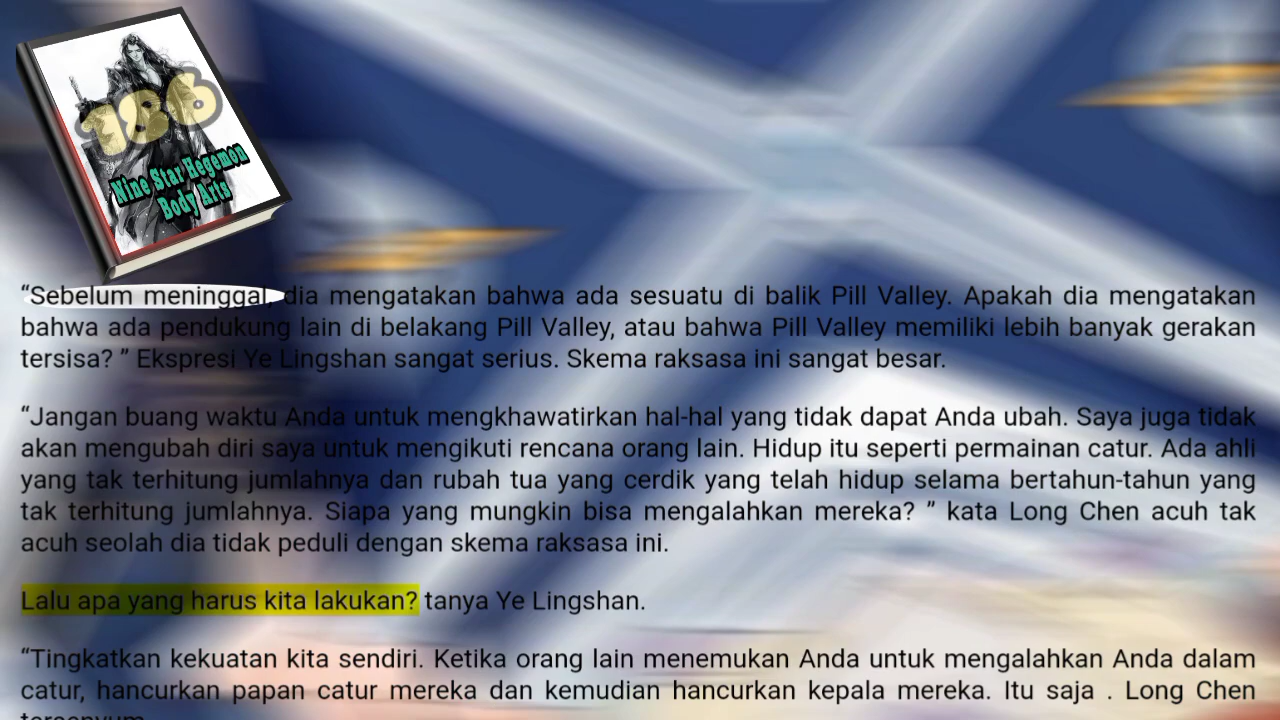 186
Nine Star Hegemon
Body Arts
“Sebelum meninggal, dia mengatakan bahwa ada sesuatu di balik Pill Valley. Apakah dia mengatakan
bahwa ada pendukung lain di belakang Pill Valley, atau bahwa Pill Valley memiliki lebih banyak gerakan
tersisa? ” Ekspresi Ye Lingshan sangat serius. Skema raksasa ini sangat besar.
“Jangan buang waktu Anda untuk mengkhawatirkan hal-hal yang tidak dapat Anda ubah. Saya juga tidak
akan mengubah diri saya untuk mengikuti rencana orang lain. Hidup itu seperti permainan catur. Ada ahli
yang tak terhitung jumlahnya dan rubah tua yang cerdik yang telah hidup selama bertahun-tahun yang
tak terhitung jumlahnya. Siapa yang mungkin bisa mengalahkan mereka? ” kata Long Chen acuh tak
acuh seolah dia tidak peduli dengan skema raksasa ini.
Lalu apa yang harus kita lakukan? tanya Ye Lingshan.
“Tingkatkan kekuatan kita sendiri. Ketika orang lain menemukan Anda untuk mengalahkan Anda dalam
catur, hancurkan papan catur mereka dan kemudian hancurkan kepala mereka. Itu saja . Long Chen